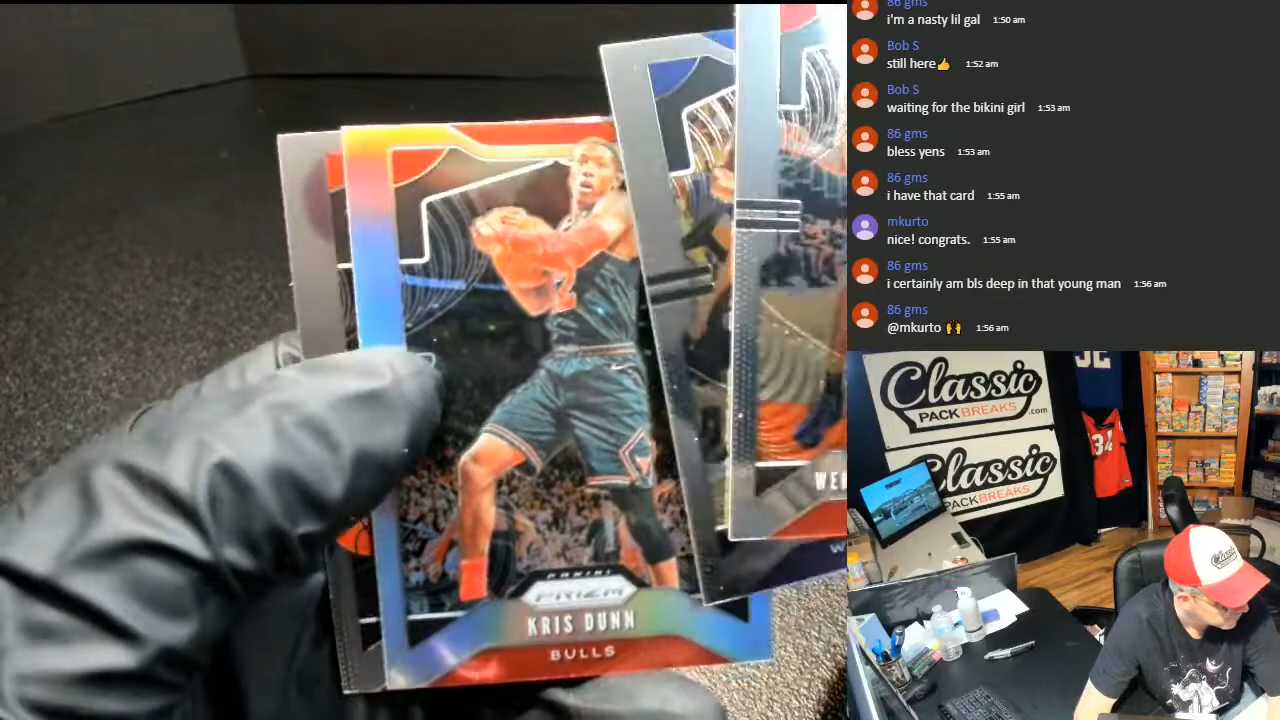 86 gms
i'm a nasty lil gal 1:50 am
Bob S
still here👍 1:52 am
Bob S
waiting for the bikini girl 1:53 am
86 gms
bless yens 1:53 am
86 gms
i have that card 1:55 am
mkurto
nice! congrats. 1:55 am
86 gms
i certainly am bls deep in that young man 1:56 am
86 gms
@mkurto 🙌 1:56 am
PANINI
PRIZM
KRIS DUNN
BULLS
Classic
PACKBREAKS.com
Classic
PACKBREAKS
34